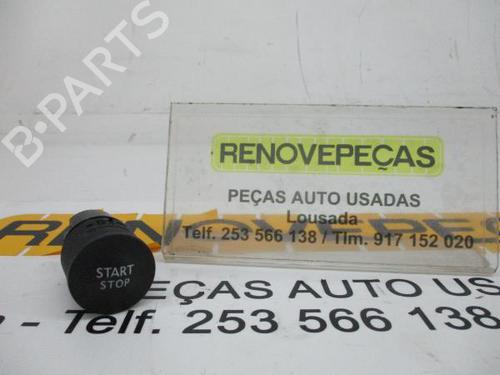 B-PARTS
RENOVEPEÇAS
PEÇAS AUTO USADAS
Lousada
Telf. 253 566 138 / Tlm. 917 152 020
START
STOP
PEÇAS AUTO US
- Telf. 253 566 138